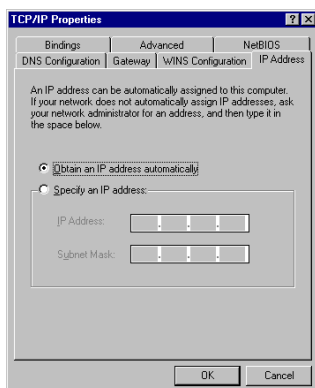 TCP/IP Properties
Bindings Advanced NetBIOS
DNS Configuration Gateway WINS Configuration IP Address
An IP address can be automatically assigned to this computer.
If your network does not automatically assign IP addresses, ask
your network administrator for an address, and then type it in
the space below.
Obtain an IP address automatically
Specify an IP address:
IP Address:
Subnet Mask:
OK Cancel